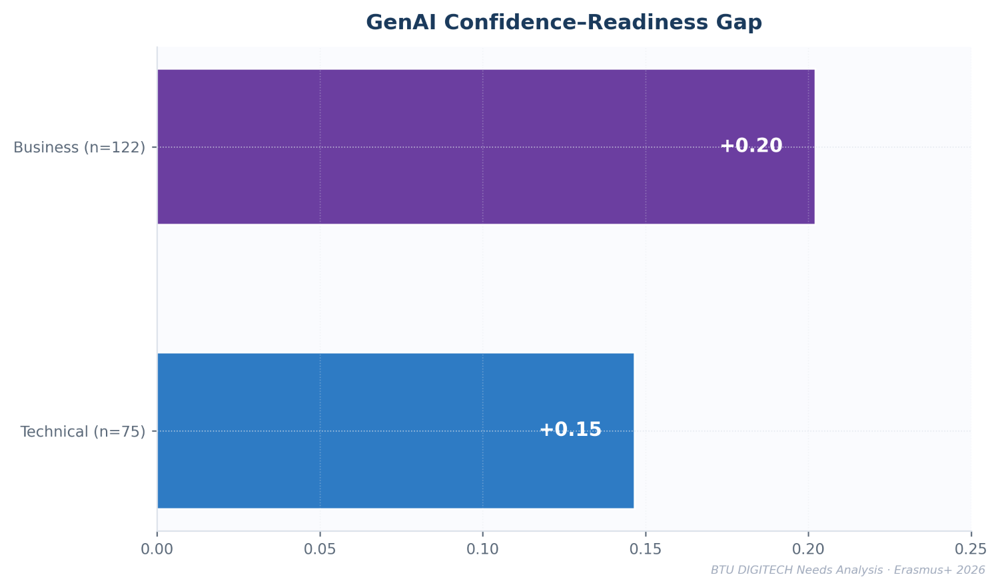 GenAI Confidence–Readiness Gap
Business (n=122)
+0.20
Technical (n=75)
+0.15
0.00 0.05 0.10 0.15 0.20 0.25
BTU DIGITECH Needs Analysis · Erasmus+ 2026